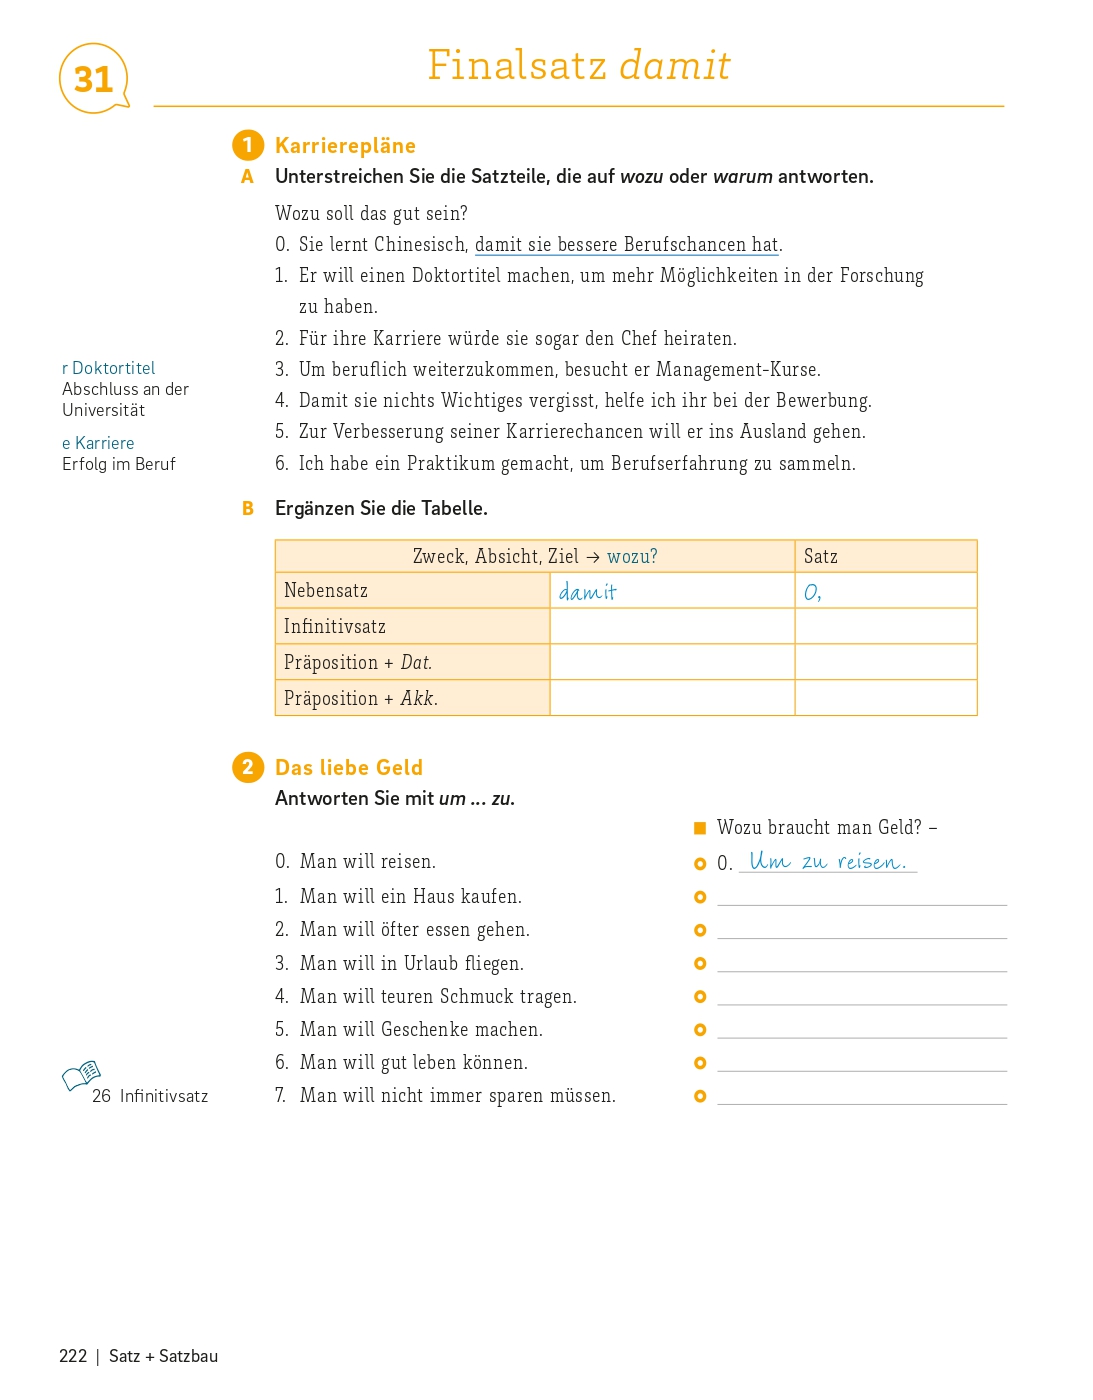 31
Finalsatz damit
1 Karrierepläne
A Unterstreichen Sie die Satzteile, die auf wozu oder warum antworten.
Wozu soll das gut sein?
0. Sie lernt Chinesisch, damit sie bessere Berufschancen hat.
1. Er will einen Doktortitel machen, um mehr Möglichkeiten in der Forschung
zu haben.
2. Für ihre Karriere würde sie sogar den Chef heiraten.
3. Um beruflich weiterzukommen, besucht er Management-Kurse.
4. Damit sie nichts Wichtiges vergisst, helfe ich ihr bei der Bewerbung.
5. Zur Verbesserung seiner Karrierechancen will er ins Ausland gehen.
6. Ich habe ein Praktikum gemacht, um Berufserfahrung zu sammeln.
r Doktortitel
Abschluss an der
Universität
e Karriere
Erfolg im Beruf
B Ergänzen Sie die Tabelle.
Zweck, Absicht, Ziel → wozu? Satz
Nebensatz damit 0,
Infinitivsatz
Präposition + Dat.
Präposition + Akk.
2 Das liebe Geld
Antworten Sie mit um ... zu.
■ Wozu braucht man Geld? –
0. Man will reisen. 0. Um zu reisen.
1. Man will ein Haus kaufen.
2. Man will öfter essen gehen.
3. Man will in Urlaub fliegen.
4. Man will teuren Schmuck tragen.
5. Man will Geschenke machen.
6. Man will gut leben können.
7. Man will nicht immer sparen müssen.
26 Infinitivsatz
222 | Satz + Satzbau